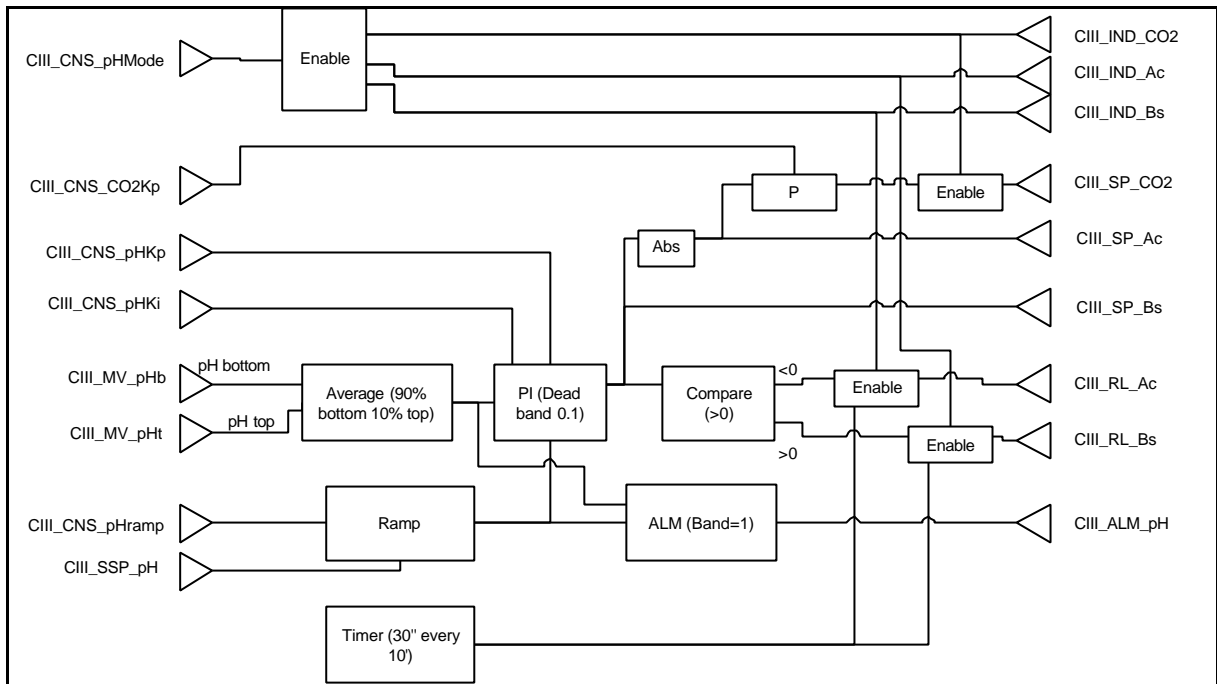 CIII_CNS_pHMode
Enable
CIII_IND_CO2
CIII_IND_Ac
CIII_IND_Bs
CIII_CNS_CO2Kp
P
Enable
CIII_SP_CO2
CIII_CNS_pHKp
Abs
CIII_SP_Ac
CIII_CNS_pHKi
CIII_SP_Bs
CIII_MV_pHb
pH bottom
CIII_MV_pHt
pH top
Average (90%
bottom 10% top)
PI (Dead
band 0.1)
Compare
(>0)
<0
>0
Enable
CIII_RL_Ac
Enable
CIII_RL_Bs
CIII_CNS_pHramp
CIII_SSP_pH
Ramp
ALM (Band=1)
CIII_ALM_pH
Timer (30" every
10')